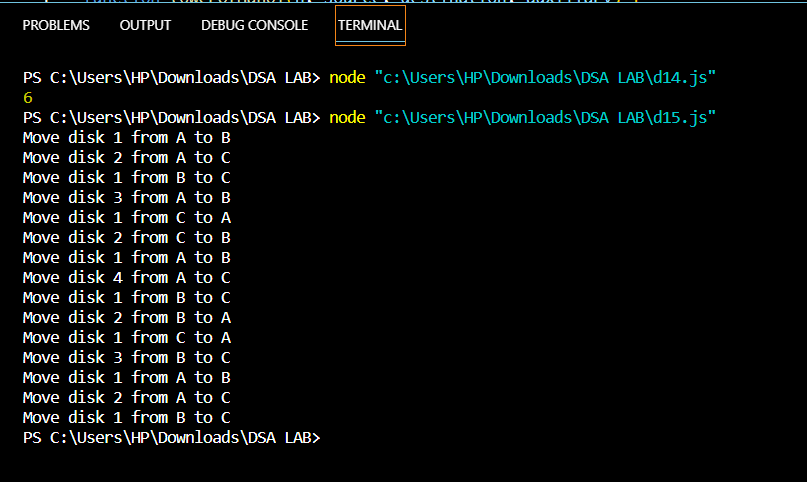 PROBLEMS OUTPUT DEBUG CONSOLE TERMINAL
PS C:\Users\HP\Downloads\DSA LAB> node "c:\Users\HP\Downloads\DSA LAB\d14.js"
6
PS C:\Users\HP\Downloads\DSA LAB> node "c:\Users\HP\Downloads\DSA LAB\d15.js"
Move disk 1 from A to B
Move disk 2 from A to C
Move disk 1 from B to C
Move disk 3 from A to B
Move disk 1 from C to A
Move disk 2 from C to B
Move disk 1 from A to B
Move disk 4 from A to C
Move disk 1 from B to C
Move disk 2 from B to A
Move disk 1 from C to A
Move disk 3 from B to C
Move disk 1 from A to B
Move disk 2 from A to C
Move disk 1 from B to C
PS C:\Users\HP\Downloads\DSA LAB>